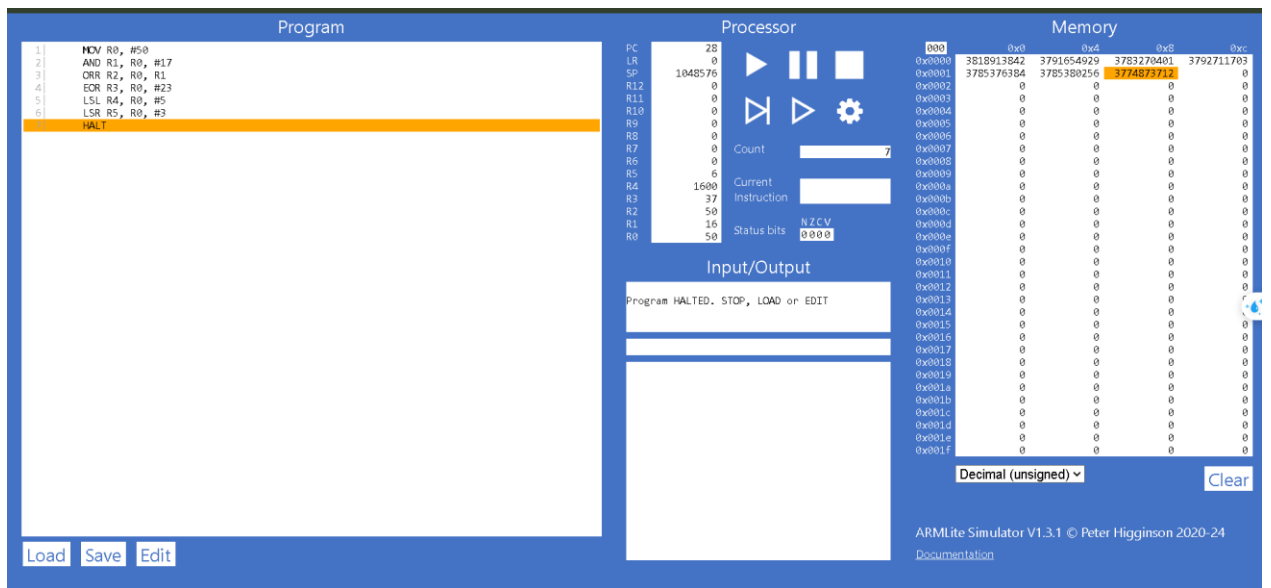 Program
1| MOV R0, #50
2| AND R1, R0, #17
3| ORR R2, R0, R1
4| EOR R3, R0, #23
5| LSL R4, R0, #5
6| LSR R5, R0, #3
HALT
Load Save Edit
Processor
PC 28
LR 0
SP 1048576
R12 0
R11 0
R10 0
R9 0
R8 0
R7 0
R6 0
R5 6
R4 1600
R3 37
R2 50
R1 16
R0 50
Count 7
Current
Instruction
Status bits
NZCV
0000
Input/Output
Program HALTED. STOP, LOAD or EDIT
Memory
000 0x0 0x4 0x8 0xc
0x0000 3818913842 3791654929 3783270401 3792711703
0x0001 3785376384 3785380256 3774873712 0
0x0002 0 0 0 0
0x0003 0 0 0 0
0x0004 0 0 0 0
0x0005 0 0 0 0
0x0006 0 0 0 0
0x0007 0 0 0 0
0x0008 0 0 0 0
0x0009 0 0 0 0
0x000a 0 0 0 0
0x000b 0 0 0 0
0x000c 0 0 0 0
0x000d 0 0 0 0
0x000e 0 0 0 0
0x000f 0 0 0 0
0x0010 0 0 0 0
0x0011 0 0 0 0
0x0012 0 0 0 0
0x0013 0 0 0
0x0014 0 0 0
0x0015 0 0 0 0
0x0016 0 0 0 0
0x0017 0 0 0 0
0x0018 0 0 0 0
0x0019 0 0 0 0
0x001a 0 0 0 0
0x001b 0 0 0 0
0x001c 0 0 0 0
0x001d 0 0 0 0
0x001e 0 0 0 0
0x001f 0 0 0 0
Decimal (unsigned)
Clear
ARMLite Simulator V1.3.1 © Peter Higginson 2020-24
Documentation